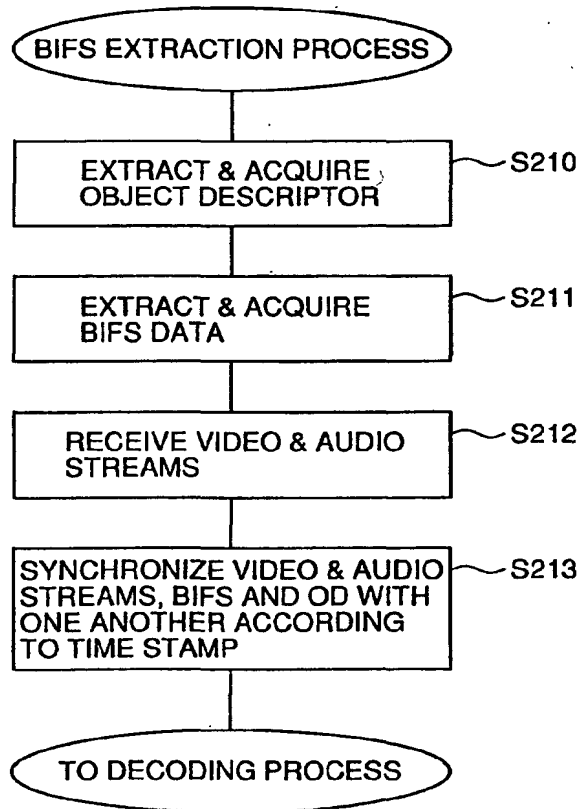 BIFS EXTRACTION PROCESS
EXTRACT & ACQUIRE
OBJECT DESCRIPTOR
S210
EXTRACT & ACQUIRE
BIFS DATA
S211
RECEIVE VIDEO & AUDIO
STREAMS
S212
SYNCHRONIZE VIDEO & AUDIO
STREAMS, BIFS AND OD WITH
ONE ANOTHER ACCORDING
TO TIME STAMP
S213
TO DECODING PROCESS